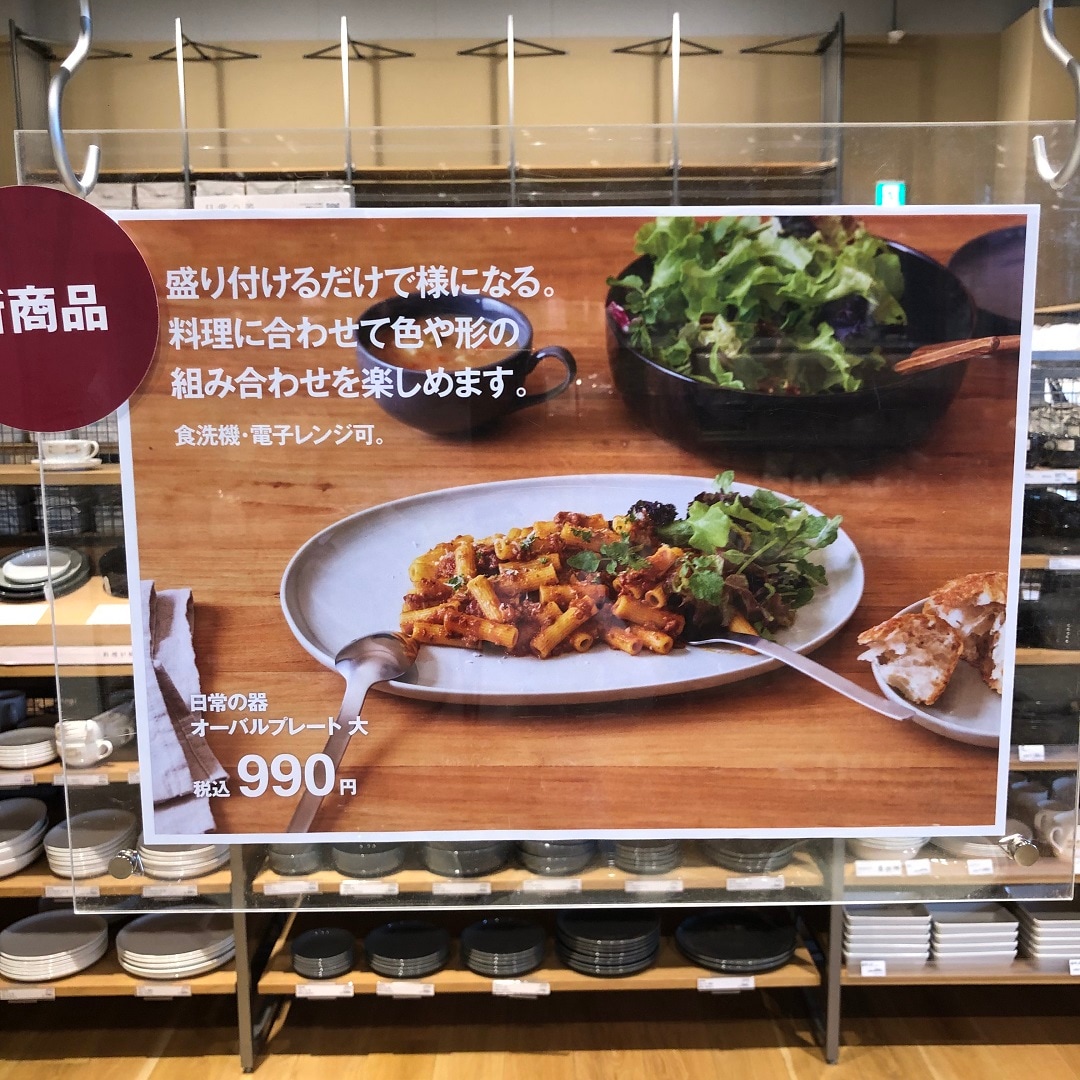 新商品
盛り付けるだけで様になる。
料理に合わせて色や形の
組み合わせを楽しめます。
食洗機・電子レンジ可。
日常の器
オーバルプレート 大
税込 990円